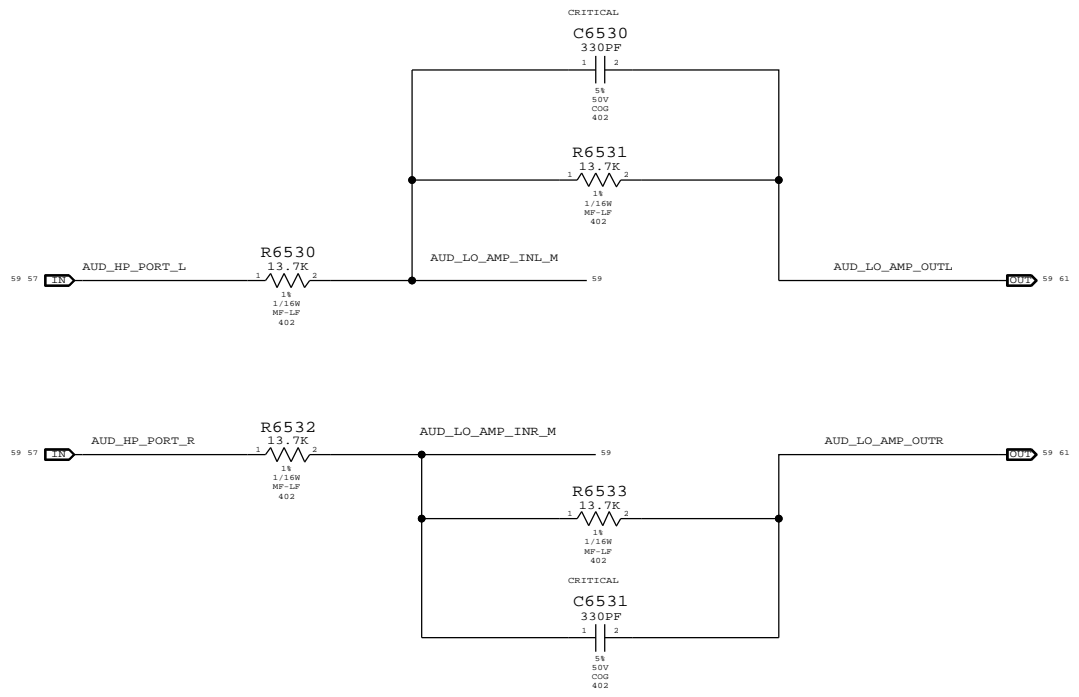 CRITICAL
C6530
330PF
1 2
5%
50V
COG
402
R6531
13.7K
1 2
1%
1/16W
MF-LF
402
R6530
13.7K
AUD_LO_AMP_INL_M
AUD_HP_PORT_L
AUD_LO_AMP_OUTL
59 57 IN
1 2
59
OUT 59 61
1%
1/16W
MF-LF
402
R6532
13.7K
AUD_LO_AMP_INR_M
AUD_HP_PORT_R
AUD_LO_AMP_OUTR
59 57 IN
1 2
59
OUT 59 61
1%
1/16W
MF-LF
402
R6533
13.7K
1 2
1%
1/16W
MF-LF
402
CRITICAL
C6531
330PF
1 2
5%
50V
COG
402